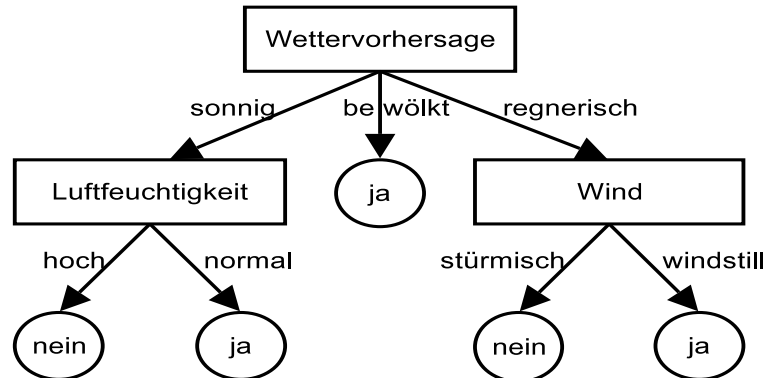 Wettervorhersage
sonnig bewölkt regnerisch
Luftfeuchtigkeit ja Wind
hoch normal stürmisch windstill
nein ja nein ja